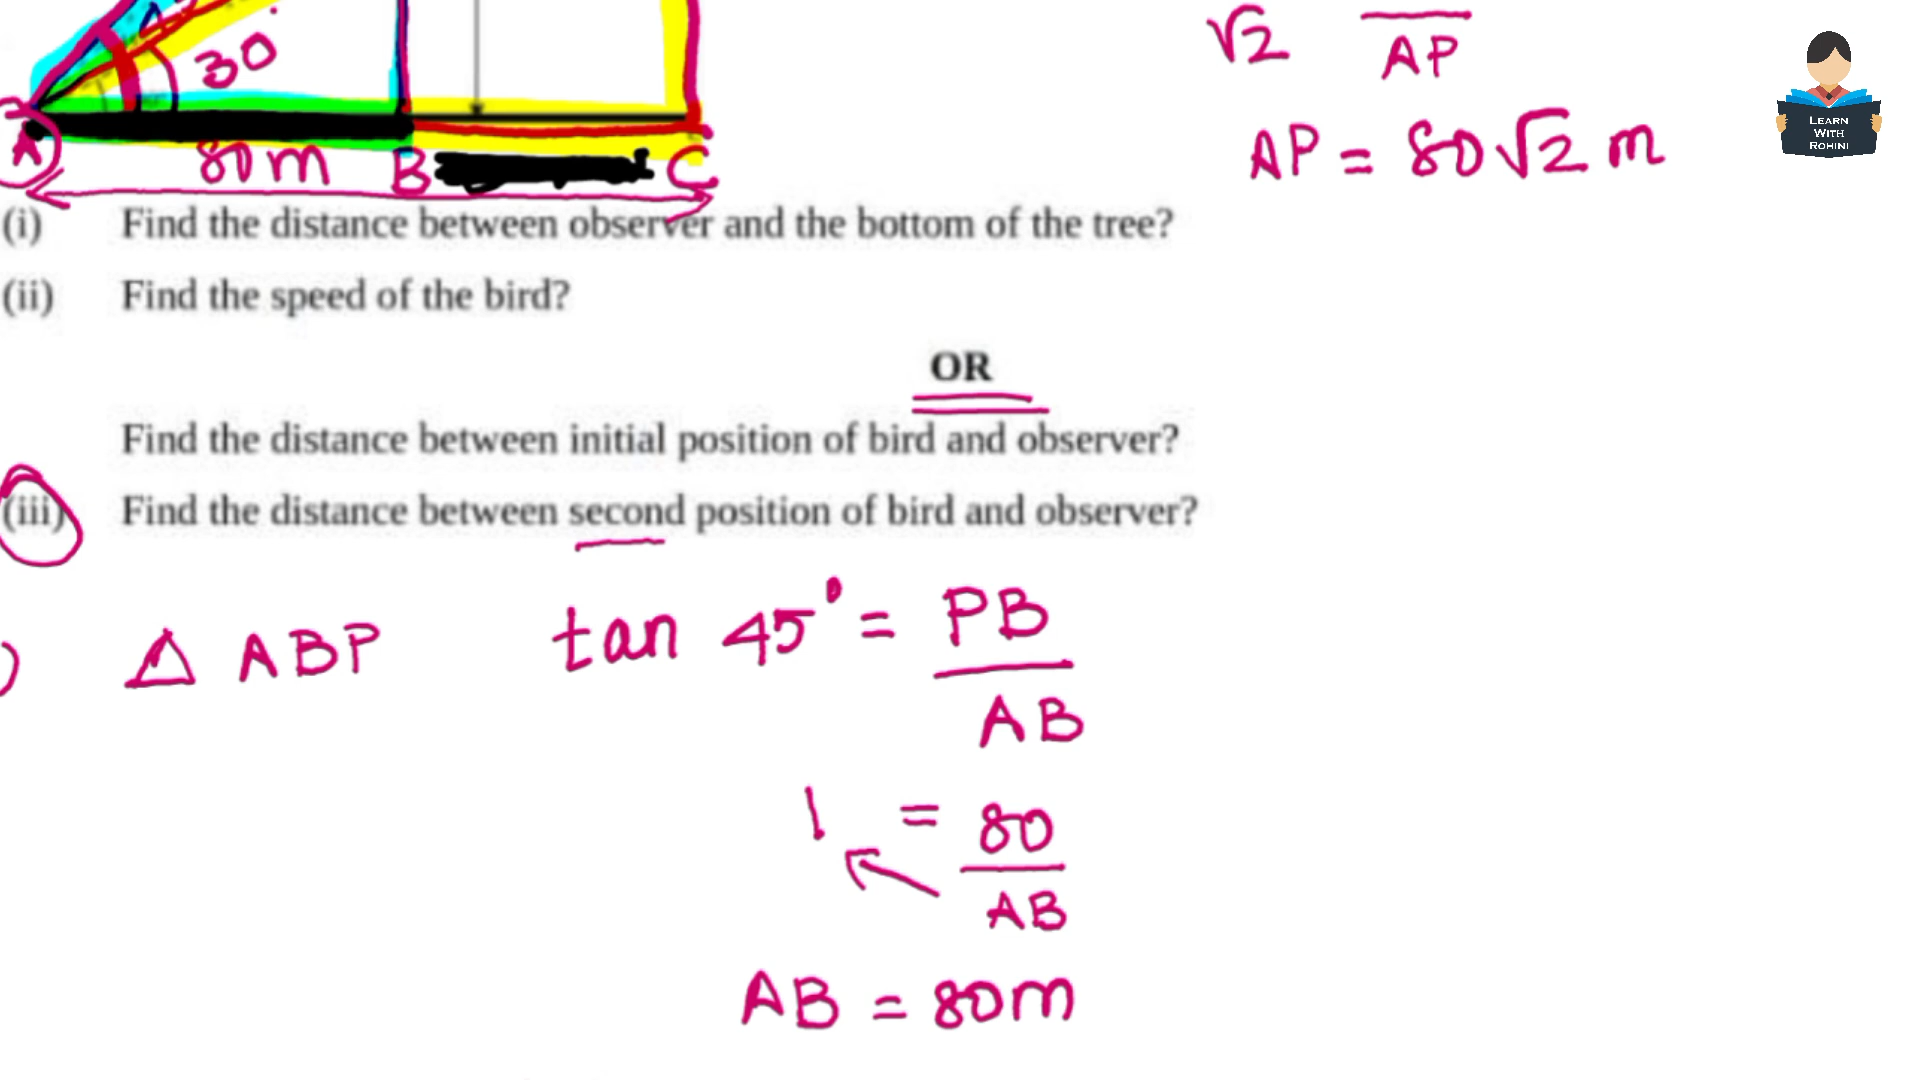 √2 AP
30
AP = 80√2 m
LEARN
WITH
ROHINI
A 80 m B C
(i) Find the distance between observer and the bottom of the tree?
(ii) Find the speed of the bird?
OR
Find the distance between initial position of bird and observer?
(iii) Find the distance between second position of bird and observer?
) △ ABP tan 45° = PB
AB
1 = 80
AB
AB = 80m